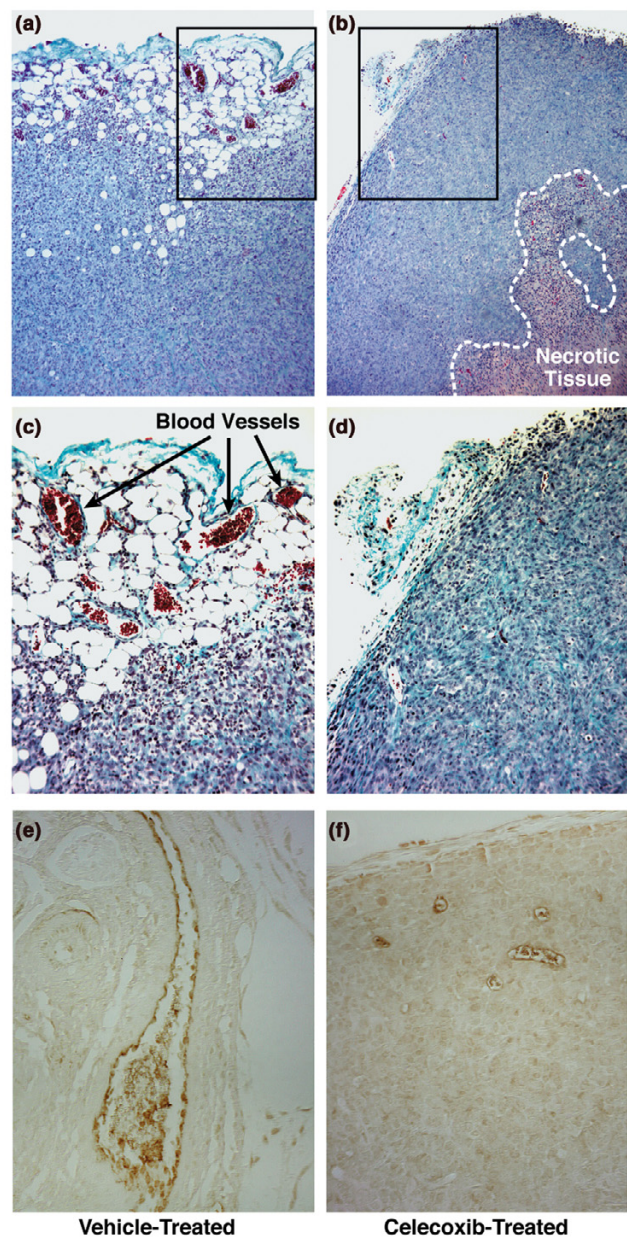 (a)
(b)
Necrotic
Tissue
(c)
Blood Vessels
(d)
(e)
(f)
Vehicle-Treated
Celecoxib-Treated